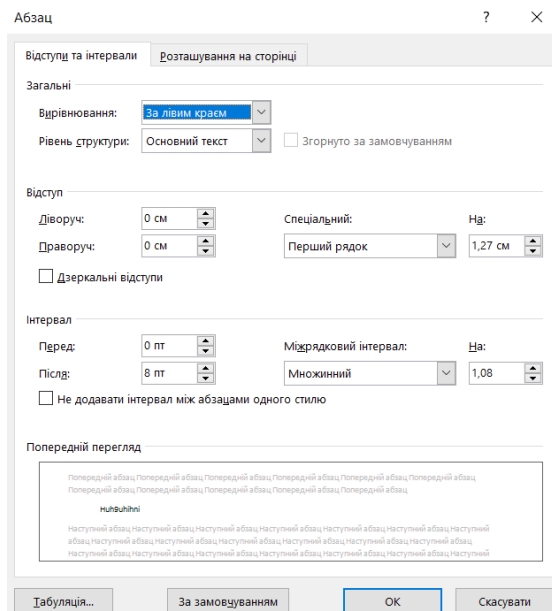 Абзац ? ×
Відступи та інтервали Розташування на сторінці
Загальні
Вирівнювання: За лівим краєм
Рівень структури: Основний текст Згорнуто за замовчуванням
Відступ
Ліворуч: 0 см Спеціальний: На:
Праворуч: 0 см Перший рядок 1,27 см
Дзеркальні відступи
Інтервал
Перед: 0 пт Міжрядковий інтервал: На:
Після: 8 пт Множинний 1,08
Не додавати інтервал між абзацами одного стилю
Попередній перегляд
Попередній абзац Попередній абзац Попередній абзац Попередній абзац Попередній абзац Попередній абзац
Попередній абзац Попередній абзац Попередній абзац Попередній абзац Попередній абзац
Huh9uhihni
Наступний абзац Наступний абзац Наступний абзац Наступний абзац Наступний абзац Наступний
абзац Наступний абзац Наступний абзац Наступний абзац Наступний абзац Наступний абзац
Наступний абзац Наступний абзац Наступний абзац Наступний абзац Наступний абзац Наступний
Табуляція... За замовчуванням ОК Скасувати